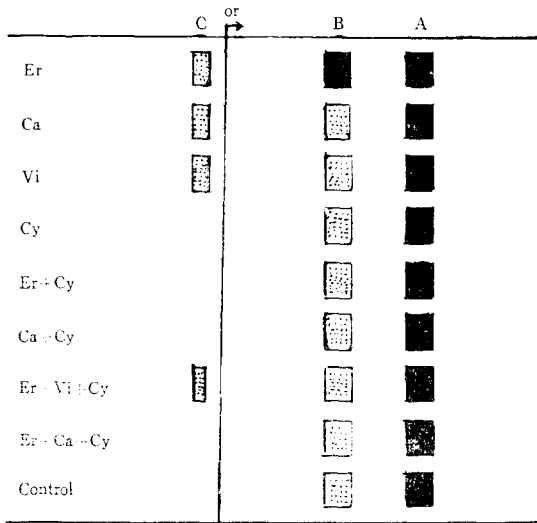 or
C B A
Er
Ca
Vi
Cy
Er+Cy
Ca+Cy
Er+Vi+Cy
Er+Ca+Cy
Control